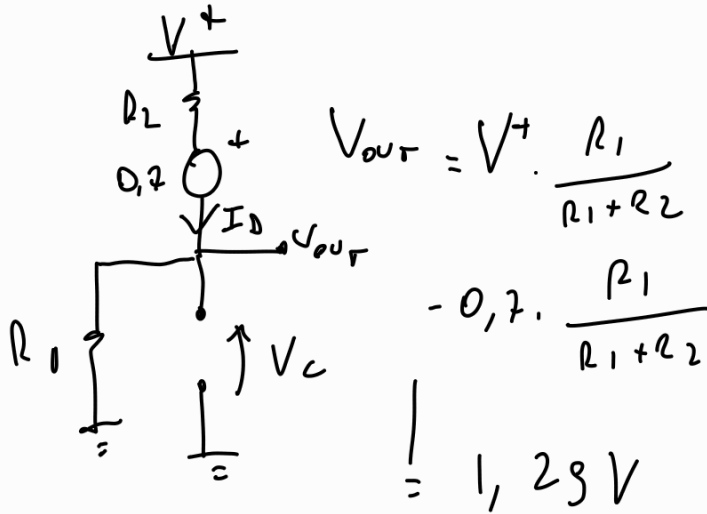 V+
R2
0,7 +
ID
VOUT
R1
VC
VOUT = V+ · R1 / R1+R2
- 0,7 · R1 / R1+R2
= 1,29 V